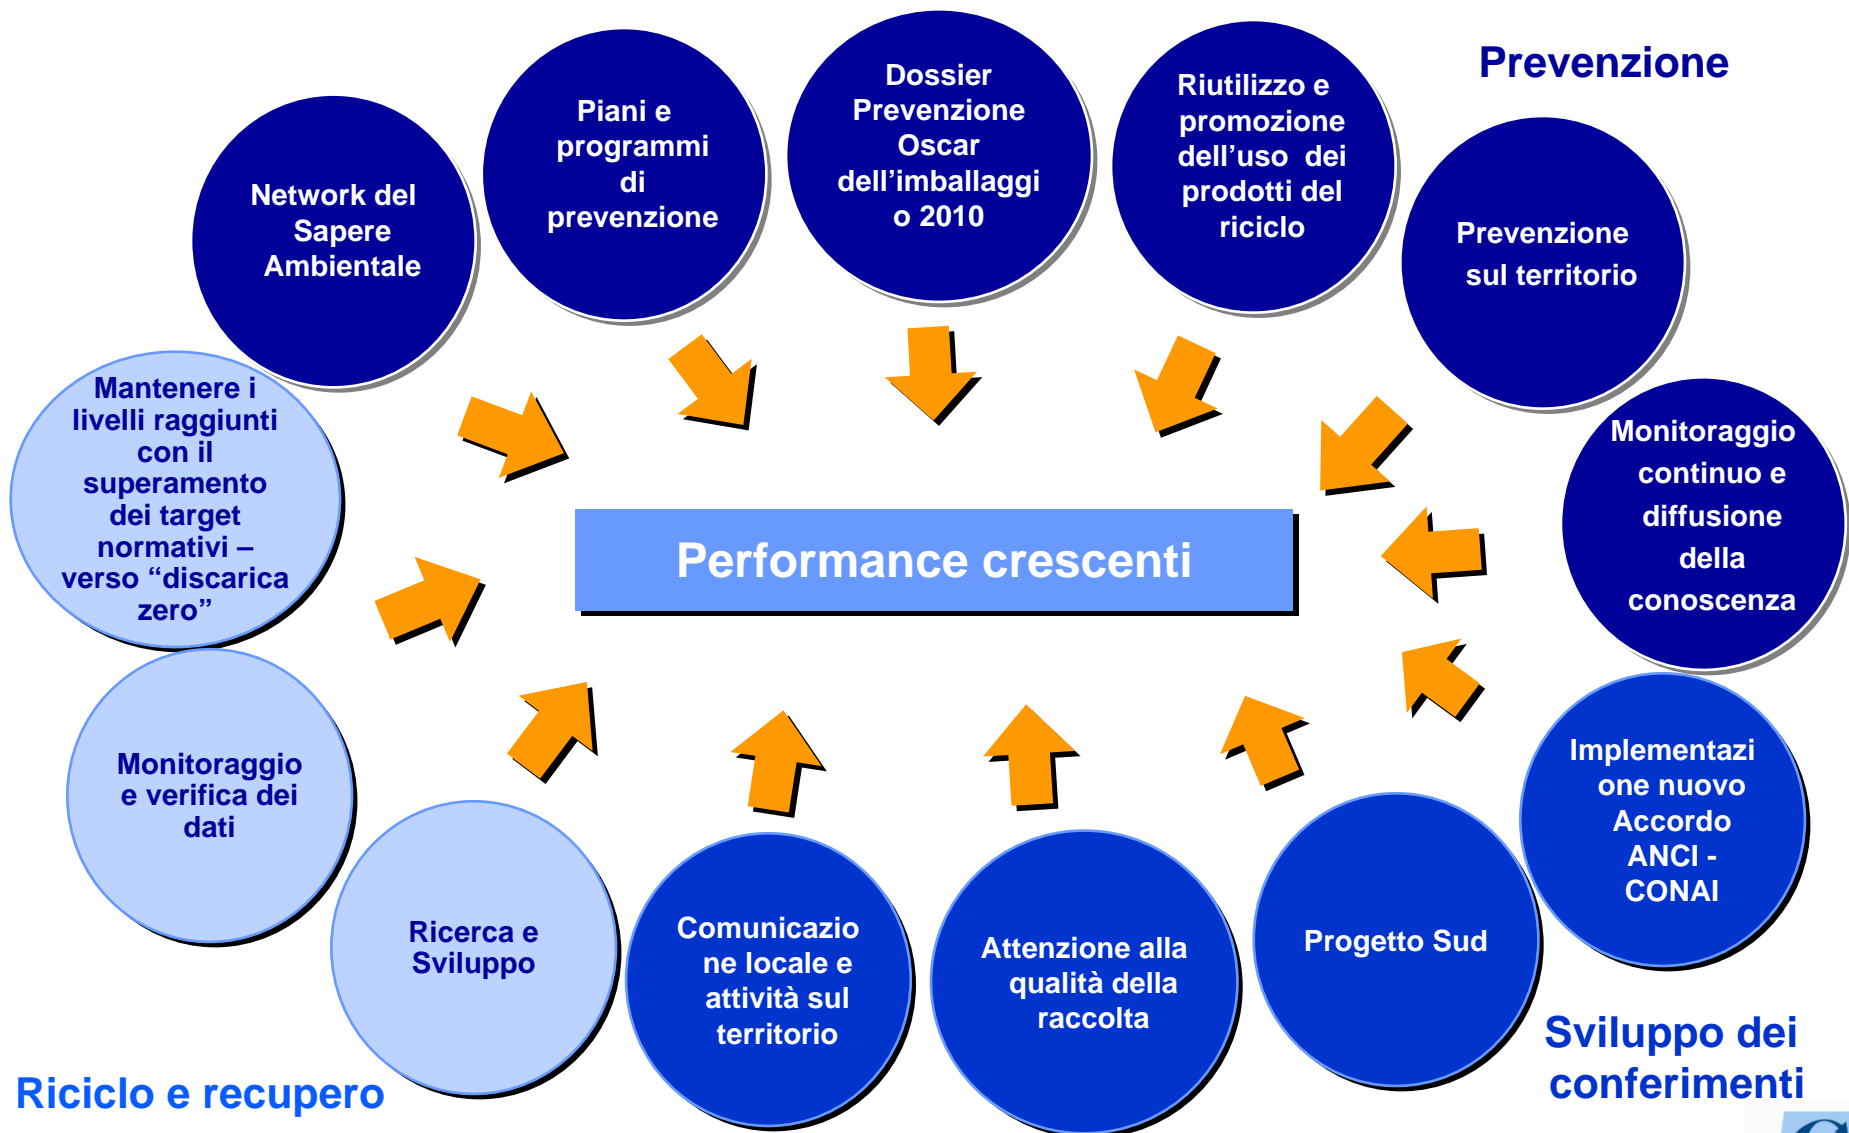 Prevenzione
Network del
Sapere
Ambientale
Piani e
programmi
di
prevenzione
Dossier
Prevenzione
Oscar
dell’imballaggi
o 2010
Riutilizzo e
promozione
dell’uso dei
prodotti del
riciclo
Prevenzione
sul territorio
Monitoraggio
continuo e
diffusione
della
conoscenza
Mantenere i
livelli raggiunti
con il
superamento
dei target
normativi –
verso “discarica
zero”
Performance crescenti
Monitoraggio
e verifica dei
dati
Ricerca e
Sviluppo
Comunicazio
ne locale e
attività sul
territorio
Attenzione alla
qualità della
raccolta
Progetto Sud
Implementazi
one nuovo
Accordo
ANCI -
CONAI
Riciclo e recupero
Sviluppo dei
conferimenti